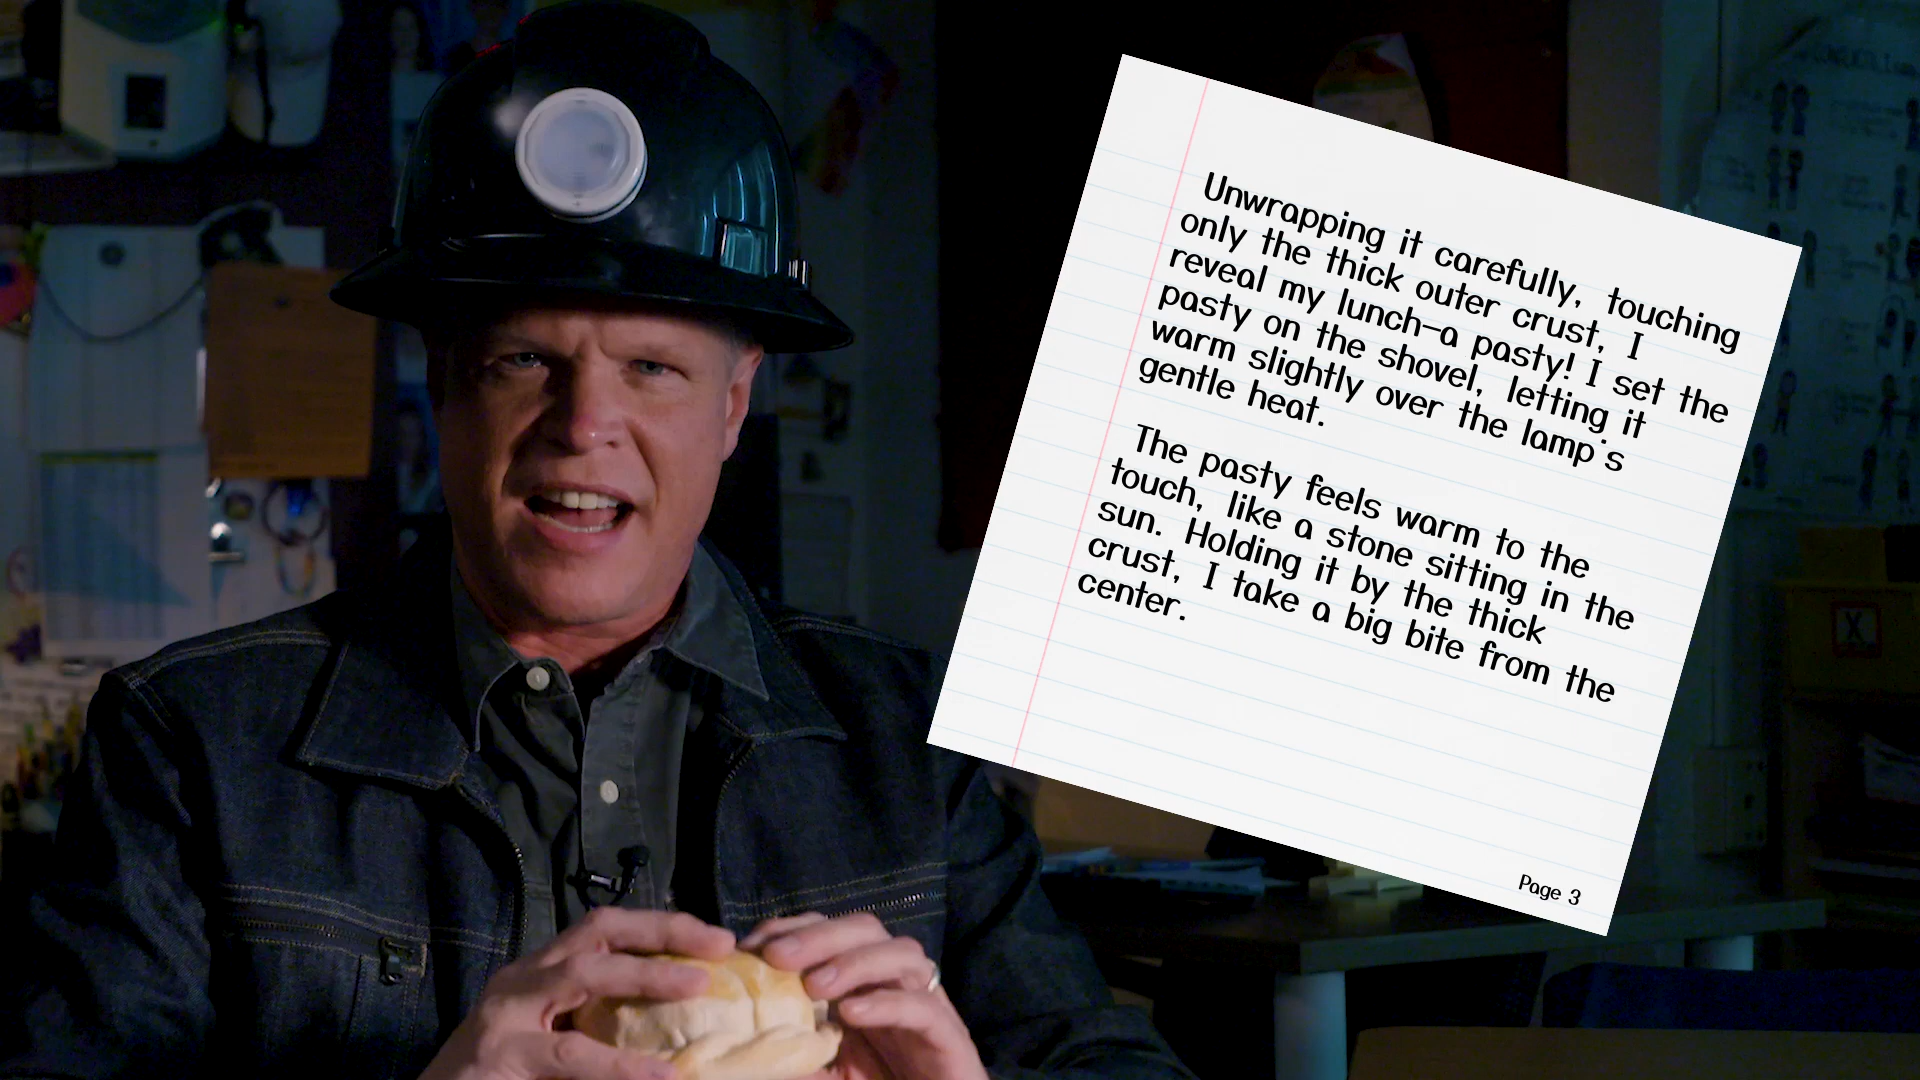 Unwrapping it carefully, touching
only the thick outer crust, I
reveal my lunch–a pasty! I set the
pasty on the shovel, letting it
warm slightly over the lamp's
gentle heat.
The pasty feels warm to the
touch, like a stone sitting in the
sun. Holding it by the thick
crust, I take a big bite from the
center.
Page 3
X